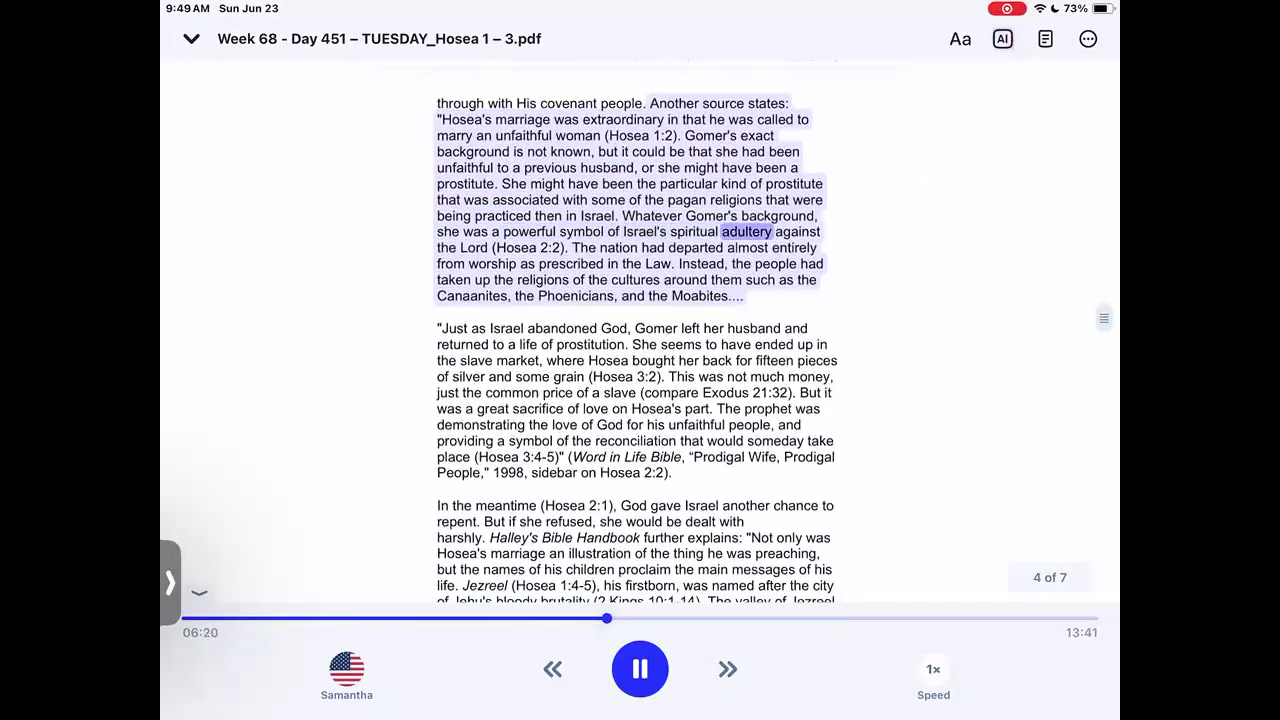 9:49 AM Sun Jun 23
73%
Week 68 - Day 451 – TUESDAY_Hosea 1 – 3.pdf
Aa
AI
through with His covenant people. Another source states:
"Hosea's marriage was extraordinary in that he was called to
marry an unfaithful woman (Hosea 1:2). Gomer's exact
background is not known, but it could be that she had been
unfaithful to a previous husband, or she might have been a
prostitute. She might have been the particular kind of prostitute
that was associated with some of the pagan religions that were
being practiced then in Israel. Whatever Gomer's background,
she was a powerful symbol of Israel's spiritual adultery against
the Lord (Hosea 2:2). The nation had departed almost entirely
from worship as prescribed in the Law. Instead, the people had
taken up the religions of the cultures around them such as the
Canaanites, the Phoenicians, and the Moabites....
"Just as Israel abandoned God, Gomer left her husband and
returned to a life of prostitution. She seems to have ended up in
the slave market, where Hosea bought her back for fifteen pieces
of silver and some grain (Hosea 3:2). This was not much money,
just the common price of a slave (compare Exodus 21:32). But it
was a great sacrifice of love on Hosea's part. The prophet was
demonstrating the love of God for his unfaithful people, and
providing a symbol of the reconciliation that would someday take
place (Hosea 3:4-5)" (Word in Life Bible, “Prodigal Wife, Prodigal
People," 1998, sidebar on Hosea 2:2).
In the meantime (Hosea 2:1), God gave Israel another chance to
repent. But if she refused, she would be dealt with
harshly. Halley's Bible Handbook further explains: "Not only was
Hosea's marriage an illustration of the thing he was preaching,
but the names of his children proclaim the main messages of his
life. Jezreel (Hosea 1:4-5), his firstborn, was named after the city
of Jehu's bloody brutality (2 Kings 10:1-14). The valley of Jezreel
4 of 7
06:20
13:41
Samantha
1x
Speed